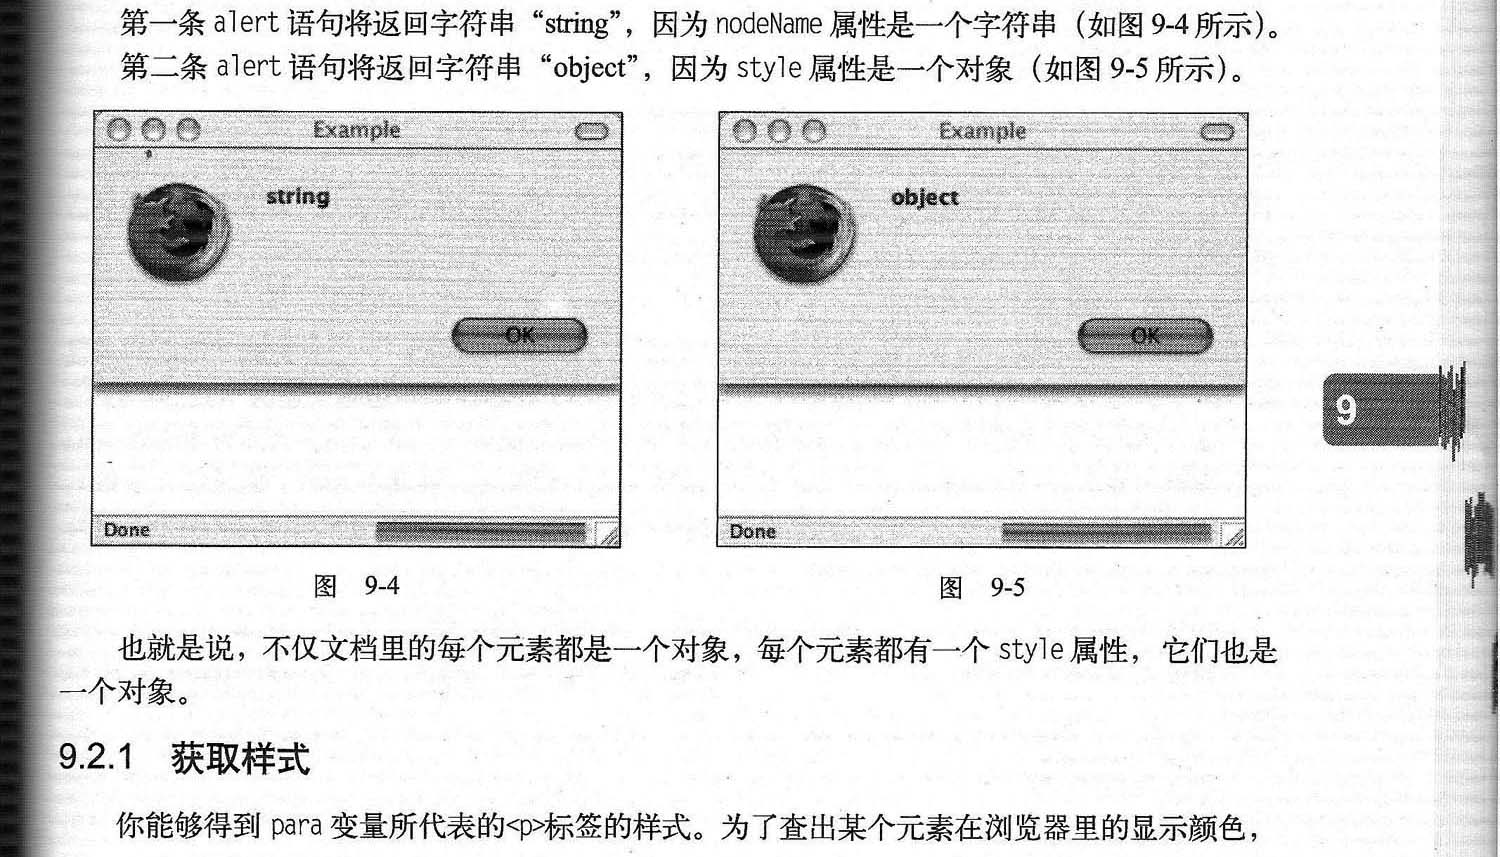 第一条 alert 语句将返回字符串“string”，因为 nodeName 属性是一个字符串（如图 9-4 所示）。
第二条 alert 语句将返回字符串“object”，因为 style 属性是一个对象（如图 9-5 所示）。
Example
string
OK
Done
Example
object
OK
Done
图 9-4
图 9-5
9
也就是说，不仅文档里的每个元素都是一个对象，每个元素都有一个 style 属性，它们也是
一个对象。
9.2.1 获取样式
你能够得到 para 变量所代表的<p>标签的样式。为了查出某个元素在浏览器里的显示颜色，